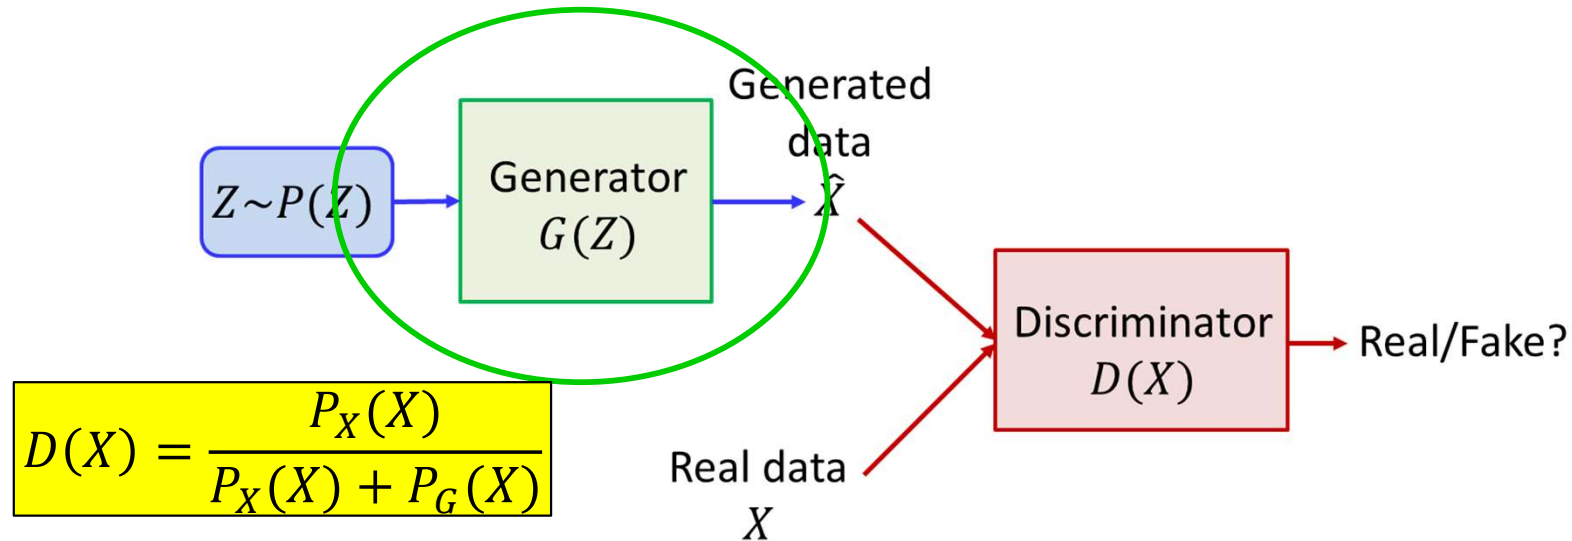 Generated
data
X̂
Z~P(Z)
Generator
G(Z)
Discriminator
D(X)
Real/Fake?
D(X) = P_X(X) / (P_X(X) + P_G(X))
Real data
X